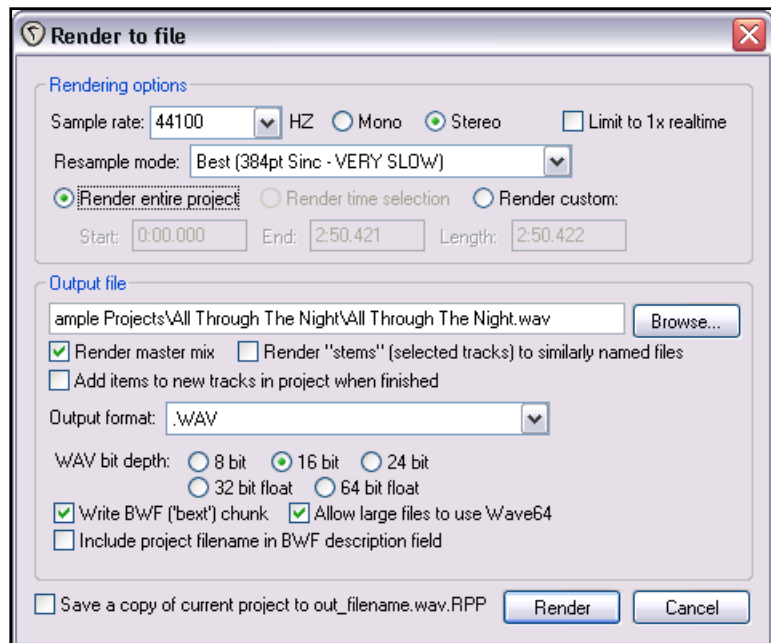 Render to file
Rendering options
Sample rate: 44100 HZ Mono Stereo Limit to 1x realtime
Resample mode: Best (384pt Sinc - VERY SLOW)
Render entire project Render time selection Render custom:
Start: 0:00.000 End: 2:50.421 Length: 2:50.422
Output file
ample Projects\All Through The Night\All Through The Night.wav Browse...
Render master mix Render "stems" (selected tracks) to similarly named files
Add items to new tracks in project when finished
Output format: .WAV
WAV bit depth: 8 bit 16 bit 24 bit
32 bit float 64 bit float
Write BWF ('bext') chunk Allow large files to use Wave64
Include project filename in BWF description field
Save a copy of current project to out_filename.wav.RPP Render Cancel